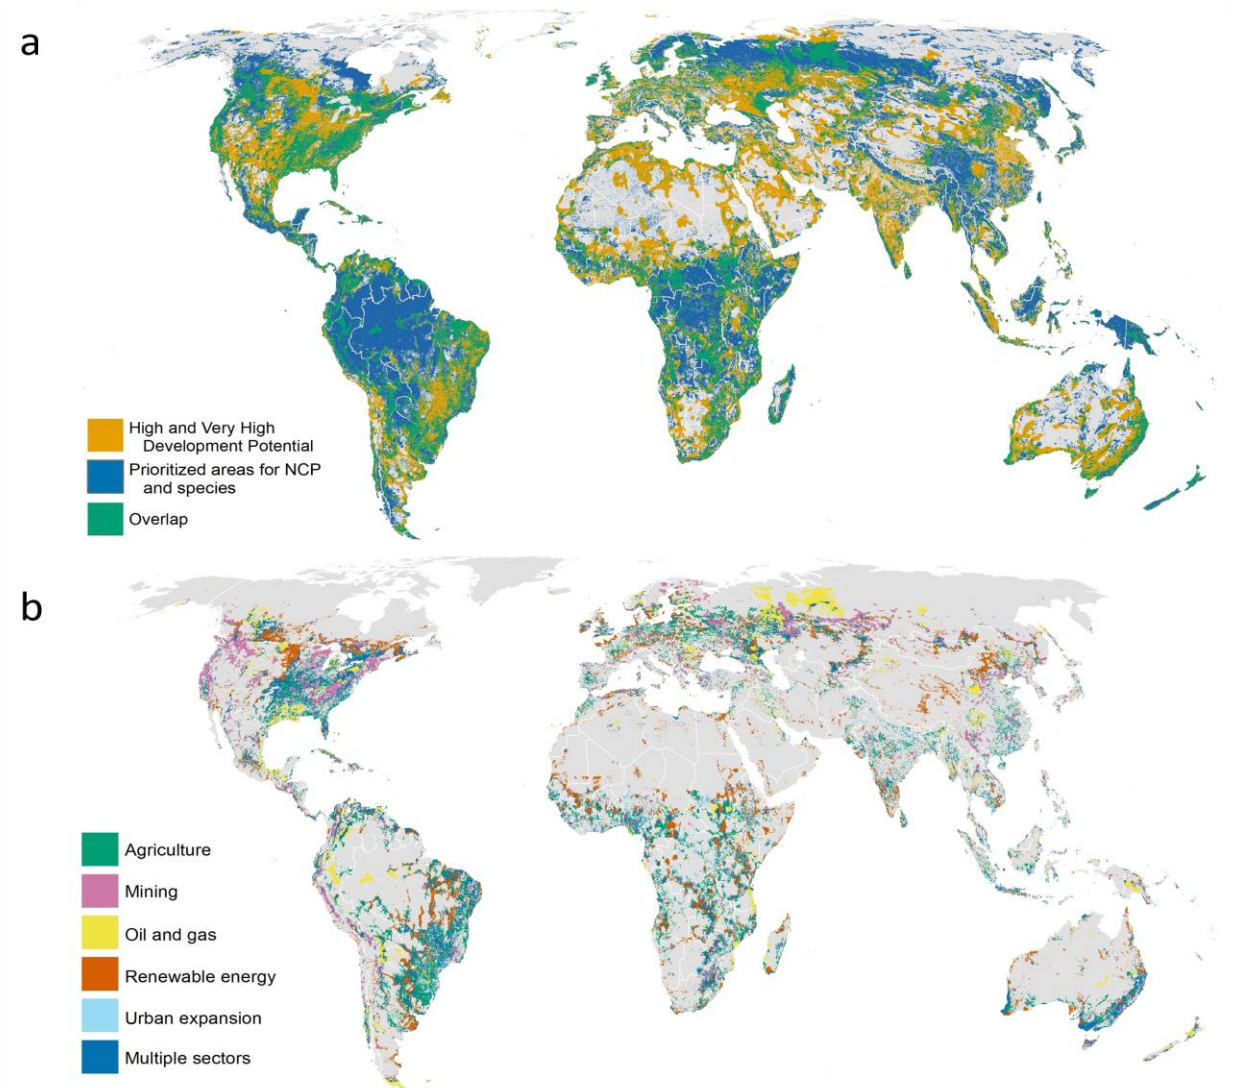 a
High and Very High
Development Potential
Prioritized areas for NCP
and species
Overlap
b
Agriculture
Mining
Oil and gas
Renewable energy
Urban expansion
Multiple sectors